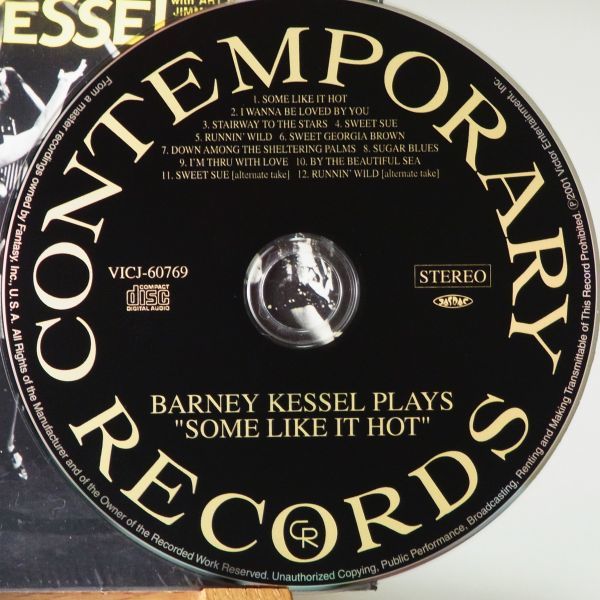 ESSEL
with ART
JIMM
CONTEMPORARY
RECORDS
1. SOME LIKE IT HOT
2. I WANNA BE LOVED BY YOU
3. STAIRWAY TO THE STARS 4. SWEET SUE
5. RUNNIN' WILD 6. SWEET GEORGIA BROWN
7. DOWN AMONG THE SHELTERING PALMS 8. SUGAR BLUES
9. I'M THRU WITH LOVE 10. BY THE BEAUTIFUL SEA
11. SWEET SUE [alternate take] 12. RUNNIN' WILD [alternate take]
VICJ-60769
COMPACT
disc
DIGITAL AUDIO
STEREO
JASRAC
BARNEY KESSEL PLAYS
"SOME LIKE IT HOT"
CR
From a master recordings owned by Fantasy, Inc., U. S. A. All Rights of the Manufacturer and of the Owner of the Recorded Work Reserved. Unauthorized Copying, Public Performance, Broadcasting, Renting and Making Transmittable of This Record Prohibited. ℗2001 Victor Entertainment, Inc.